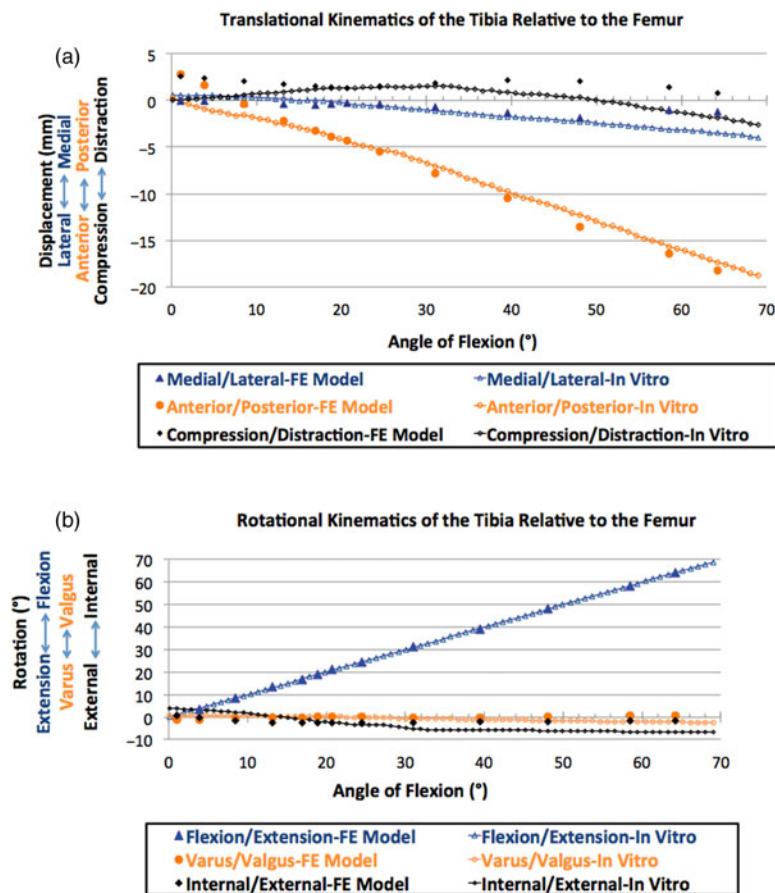 Translational Kinematics of the Tibia Relative to the Femur
(a)
Displacement (mm)
Lateral Medial
Anterior Posterior
Compression Distraction
5
0
−5
−10
−15
−20
0 10 20 30 40 50 60 70
Angle of Flexion (°)
Medial/Lateral-FE Model Medial/Lateral-In Vitro
Anterior/Posterior-FE Model Anterior/Posterior-In Vitro
Compression/Distraction-FE Model Compression/Distraction-In Vitro
(b)
Rotational Kinematics of the Tibia Relative to the Femur
Rotation (°)
Extension Flexion
Varus Valgus
External Internal
70
60
50
40
30
20
10
0
−10
0 10 20 30 40 50 60 70
Angle of Flexion (°)
Flexion/Extension-FE Model Flexion/Extension-In Vitro
Varus/Valgus-FE Model Varus/Valgus-In Vitro
Internal/External-FE Model Internal/External-In Vitro